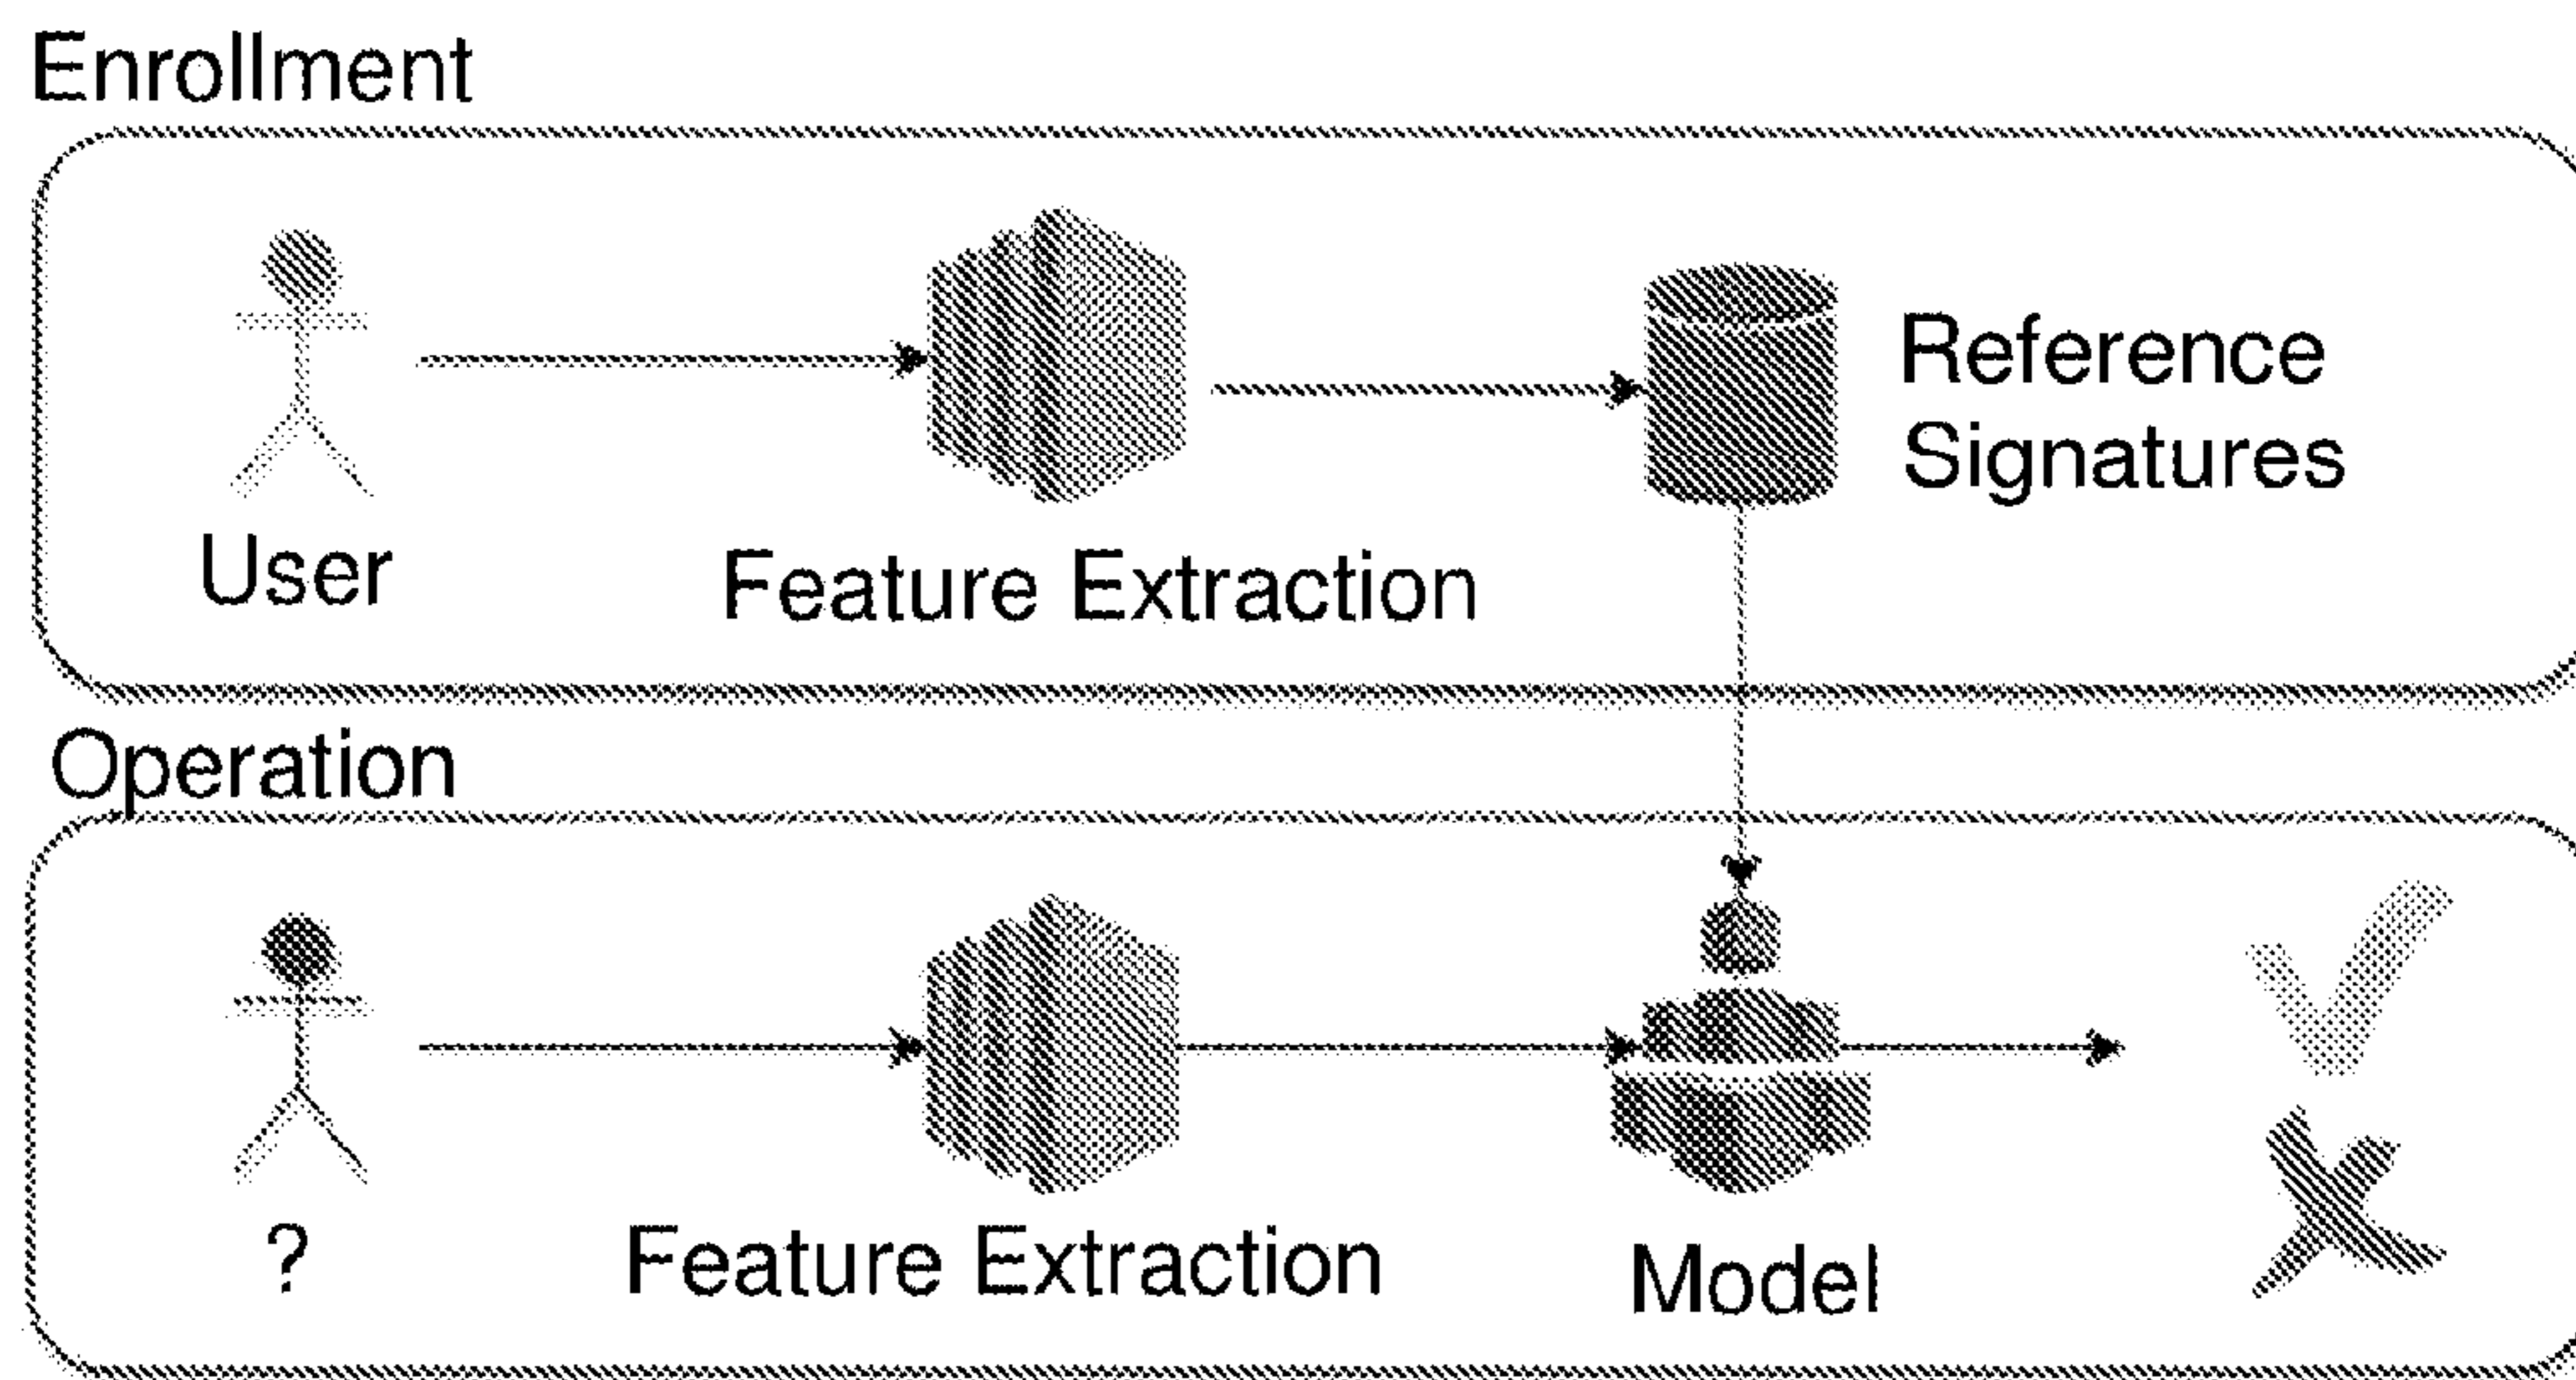 Enrollment
Reference
Signatures
User
Feature Extraction
Operation
?
Feature Extraction
Model